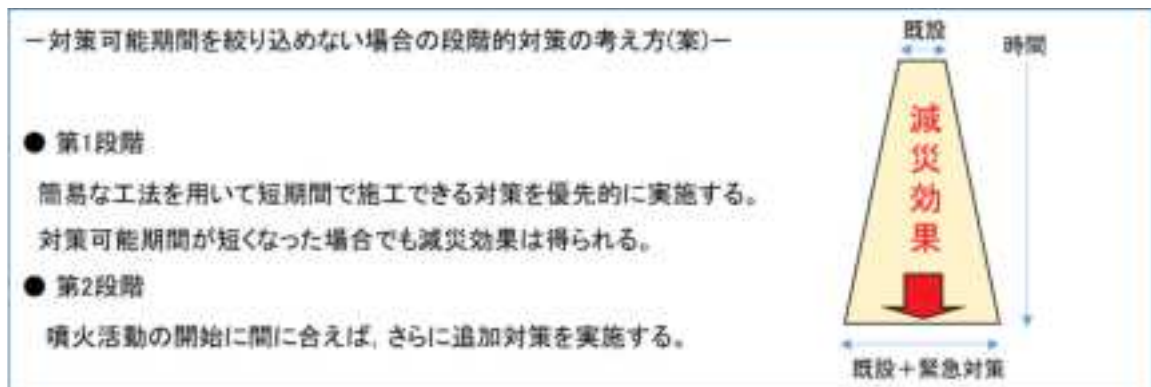 －対策可能期間を絞り込めない場合の段階的対策の考え方(案)－
● 第1段階
簡易な工法を用いて短期間で施工できる対策を優先的に実施する。
対策可能期間が短くなった場合でも減災効果は得られる。
● 第2段階
噴火活動の開始に間に合えば，さらに追加対策を実施する。
既設
時間
減災効果
既設＋緊急対策